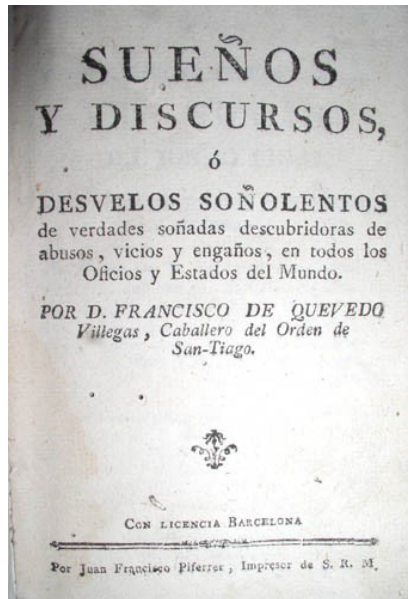 SUEÑOS
Y DISCURSOS,
ó
DESVELOS SOÑOLENTOS
de verdades soñadas descubridoras de
abusos, vicios y engaños, en todos los
Oficios y Estados del Mundo.
POR D. FRANCISCO DE QUEVEDO
Villegas, Caballero del Orden de
San-Tiago.
CON LICENCIA BARCELONA
Por Juan Francisco Piferrer, Impresor de S. R. M.